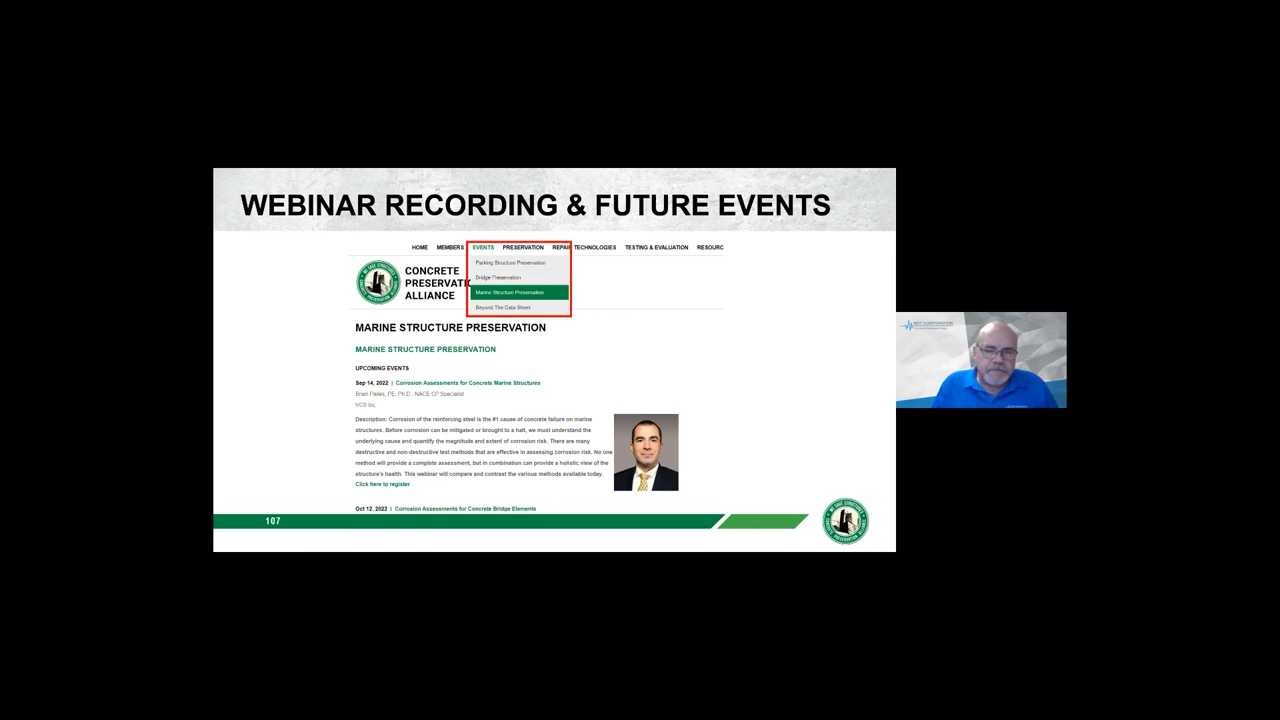 WEBINAR RECORDING & FUTURE EVENTS
HOME MEMBERS EVENTS PRESERVATION REPAIR TECHNOLOGIES TESTING & EVALUATION RESOURC
Parking Structure Preservation
Bridge Preservation
Marine Structure Preservation
Beyond The Data Sheet
CONCRETE
PRESERVATIO
ALLIANCE
MARINE STRUCTURE PRESERVATION
MARINE STRUCTURE PRESERVATION
UPCOMING EVENTS
Sep 14, 2022 | Corrosion Assessments for Concrete Marine Structures
Brian Pailes, PE, Ph.D., NACE CP Specialist
VCS Inc.
Description: Corrosion of the reinforcing steel is the #1 cause of concrete failure on marine
structures. Before corrosion can be mitigated or brought to a halt, we must understand the
underlying cause and quantify the magnitude and extent of corrosion risk. There are many
destructive and non-destructive test methods that are effective in assessing corrosion risk. No one
method will provide a complete assessment, but in combination can provide a holistic view of the
structure's health. This webinar will compare and contrast the various methods available today.
Click here to register
Oct 12, 2022 | Corrosion Assessments for Concrete Bridge Elements
107
WE SAVE STRUCTURES
CONCRETE PRESERVATION ALLIANCE
CORPORATION